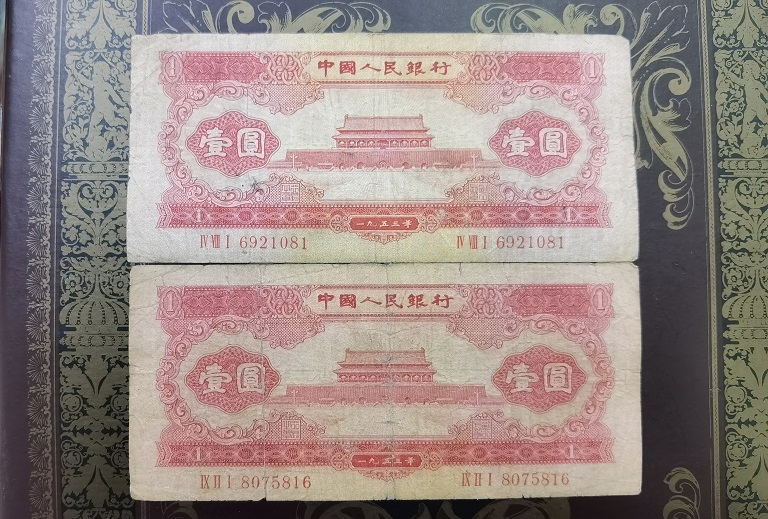 1 中國人民銀行 1
壹圓 壹圓
1 一九五三年 1
IV VIII I 6921081 IV VIII I 6921081
1 中國人民銀行 1
壹圓 壹圓
1 一九五三年 1
IX II I 8075816 IX II I 8075816